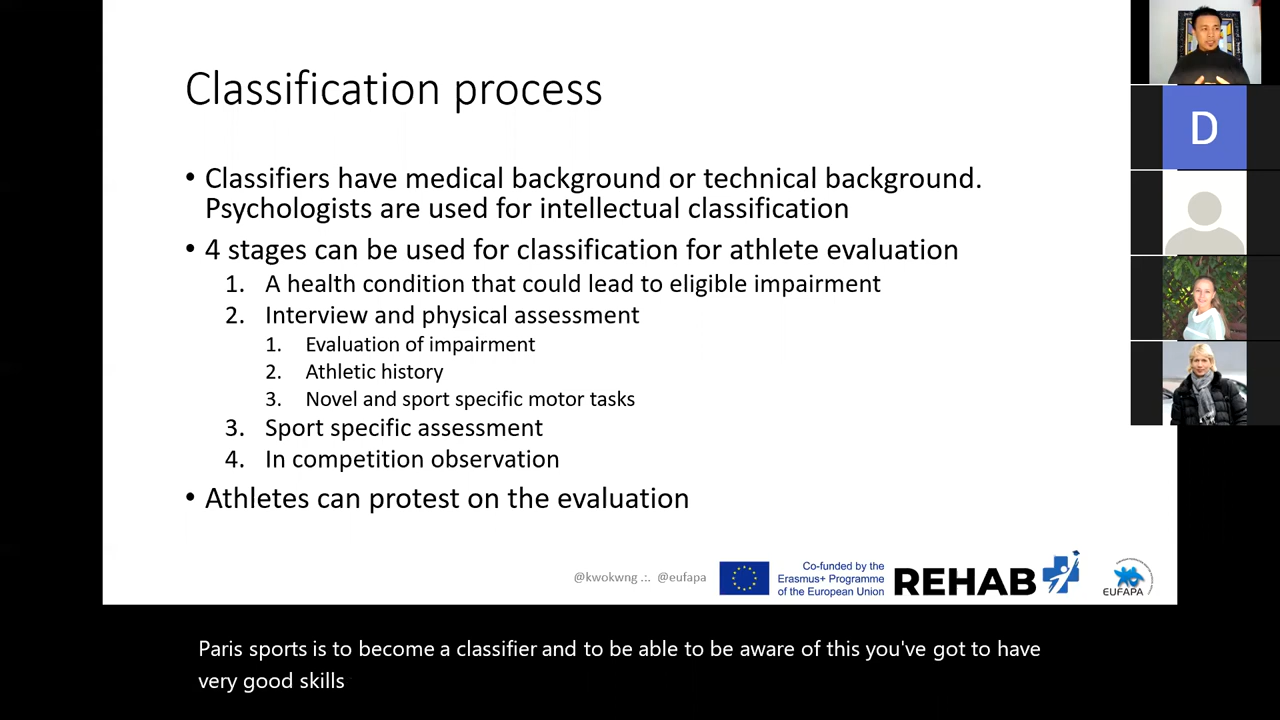 Classification process
• Classifiers have medical background or technical background.
Psychologists are used for intellectual classification
• 4 stages can be used for classification for athlete evaluation
1. A health condition that could lead to eligible impairment
2. Interview and physical assessment
1. Evaluation of impairment
2. Athletic history
3. Novel and sport specific motor tasks
3. Sport specific assessment
4. In competition observation
• Athletes can protest on the evaluation
@kwokwng .:. @eufapa
Co-funded by the
Erasmus+ Programme
of the European Union
REHAB
EUFAPA
D
Paris sports is to become a classifier and to be able to be aware of this you've got to have
very good skills